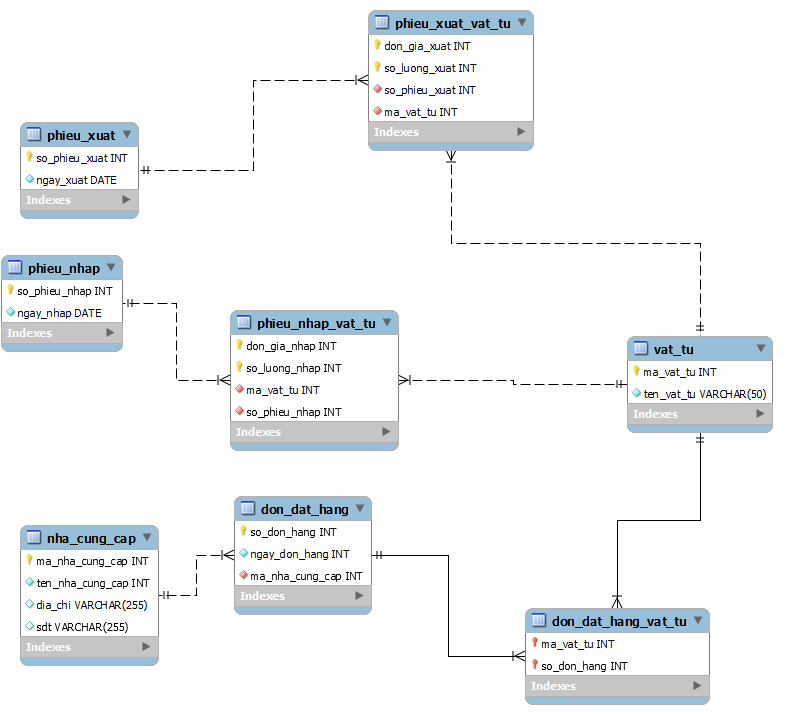 phieu_xuat_vat_tu
don_gia_xuat INT
so_luong_xuat INT
so_phieu_xuat INT
ma_vat_tu INT
Indexes
phieu_xuat
so_phieu_xuat INT
ngay_xuat DATE
Indexes
phieu_nhap
so_phieu_nhap INT
ngay_nhap DATE
Indexes
phieu_nhap_vat_tu
don_gia_nhap INT
so_luong_nhap INT
ma_vat_tu INT
so_phieu_nhap INT
Indexes
vat_tu
ma_vat_tu INT
ten_vat_tu VARCHAR(50)
Indexes
don_dat_hang
so_don_hang INT
ngay_don_hang INT
ma_nha_cung_cap INT
Indexes
nha_cung_cap
ma_nha_cung_cap INT
ten_nha_cung_cap INT
dia_chi VARCHAR(255)
sdt VARCHAR(255)
Indexes
don_dat_hang_vat_tu
ma_vat_tu INT
so_don_hang INT
Indexes